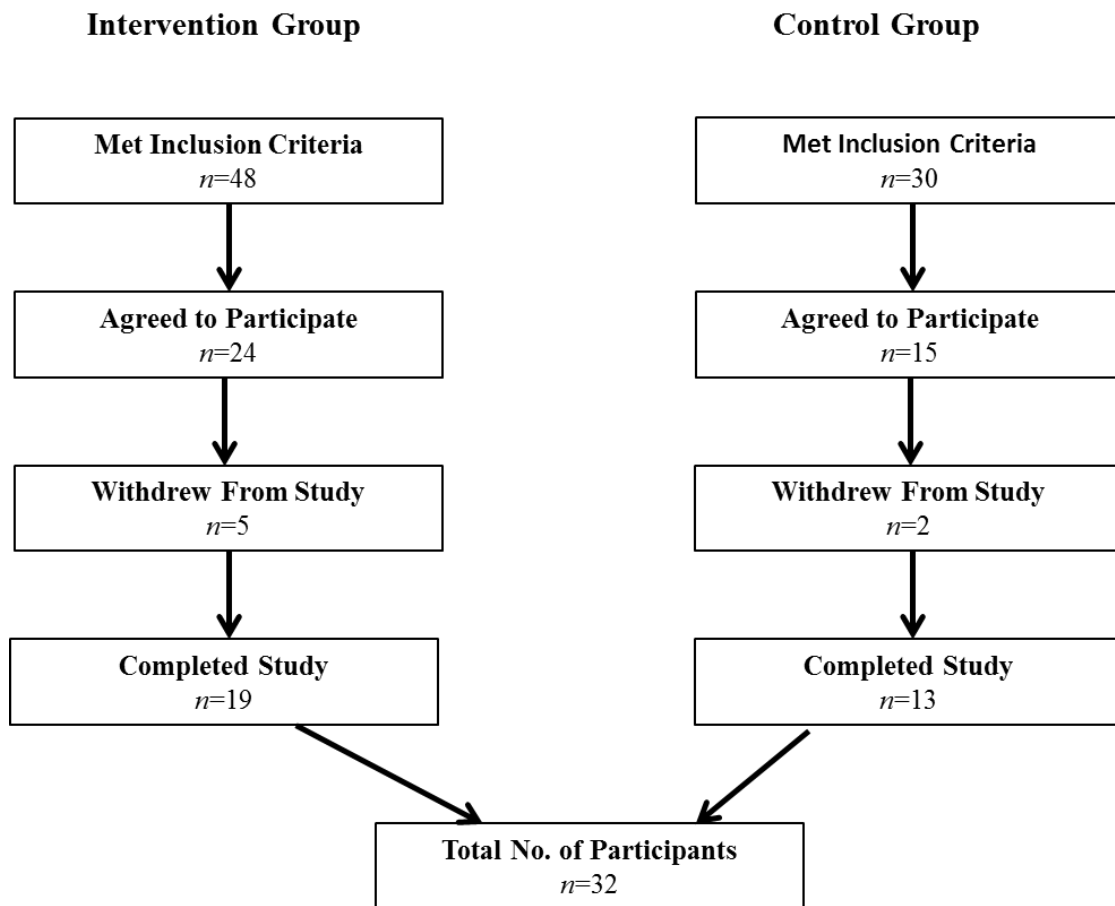 Intervention Group
Control Group
Met Inclusion Criteria
n=48
Met Inclusion Criteria
n=30
Agreed to Participate
n=24
Agreed to Participate
n=15
Withdrew From Study
n=5
Withdrew From Study
n=2
Completed Study
n=19
Completed Study
n=13
Total No. of Participants
n=32